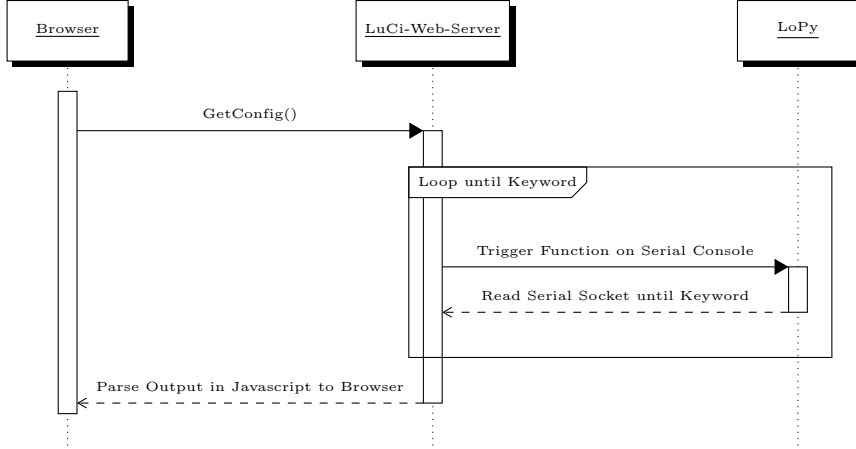 Browser
LuCi-Web-Server
LoPy
GetConfig()
Loop until Keyword
Trigger Function on Serial Console
Read Serial Socket until Keyword
Parse Output in Javascript to Browser